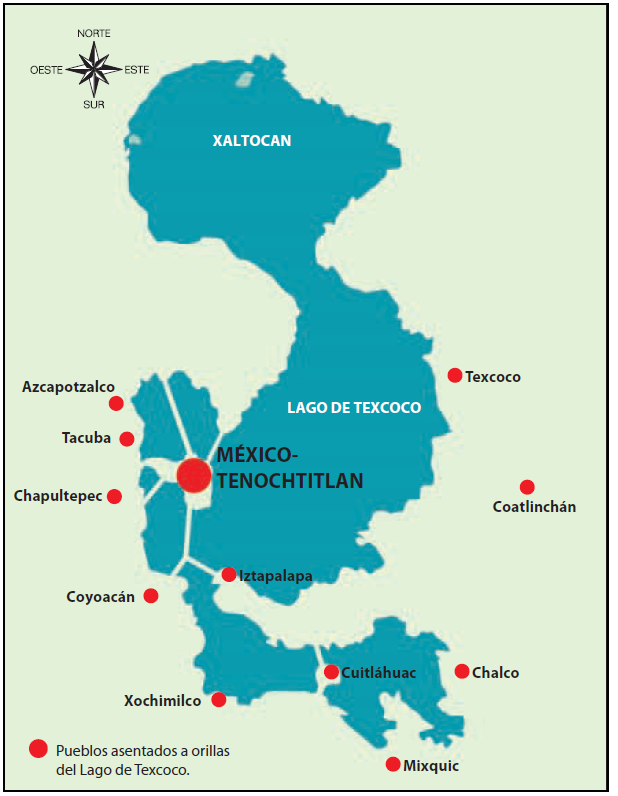 NORTE
OESTE
ESTE
SUR
XALTOCAN
Azcapotzalco
Texcoco
LAGO DE TEXCOCO
Tacuba
MÉXICO-
TENOCHTITLAN
Chapultepec
Coatlinchán
Iztapalapa
Coyoacán
Cuitláhuac
Chalco
Xochimilco
Pueblos asentados a orillas
del Lago de Texcoco.
Mixquic